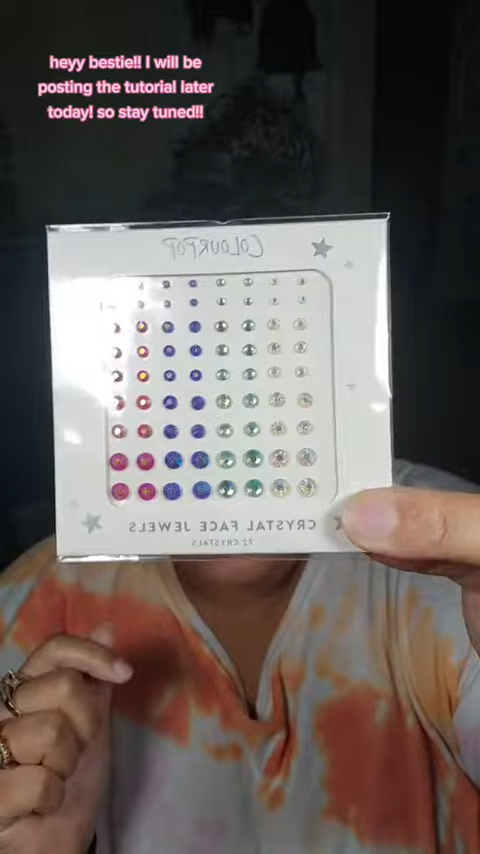 heyy bestie!! I will be
posting the tutorial later
today! so stay tuned!!
COLOURPOP
CRYSTAL FACE JEWELS
72 CRYSTALS